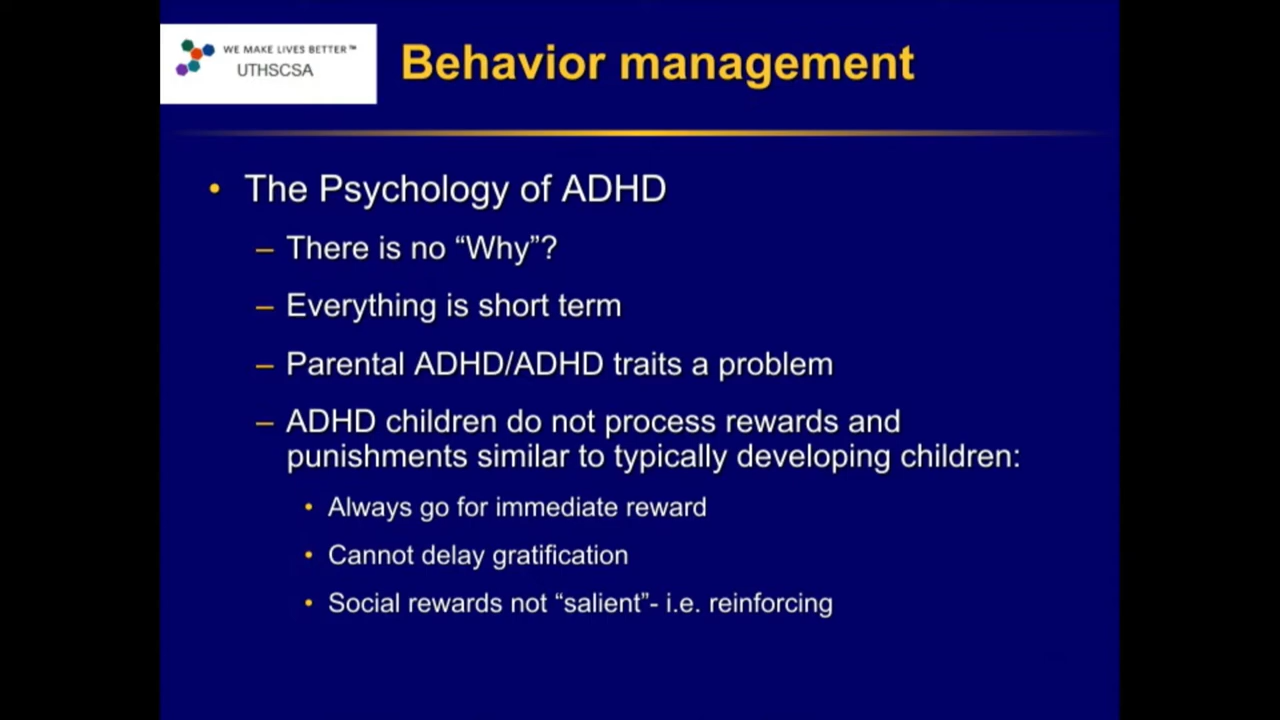 WE MAKE LIVES BETTER™
UTHSCSA
Behavior management
• The Psychology of ADHD
– There is no “Why”?
– Everything is short term
– Parental ADHD/ADHD traits a problem
– ADHD children do not process rewards and
punishments similar to typically developing children:
• Always go for immediate reward
• Cannot delay gratification
• Social rewards not “salient”- i.e. reinforcing